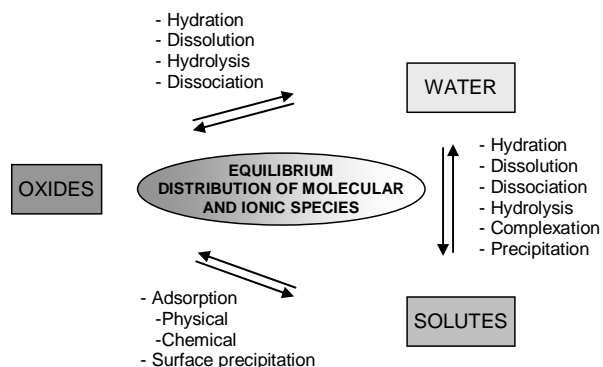 - Hydration
- Dissolution
- Hydrolysis
- Dissociation
WATER
- Hydration
- Dissolution
- Dissociation
- Hydrolysis
- Complexation
- Precipitation
OXIDES
EQUILIBRIUM
DISTRIBUTION OF MOLECULAR
AND IONIC SPECIES
- Adsorption
-Physical
-Chemical
- Surface precipitation
SOLUTES